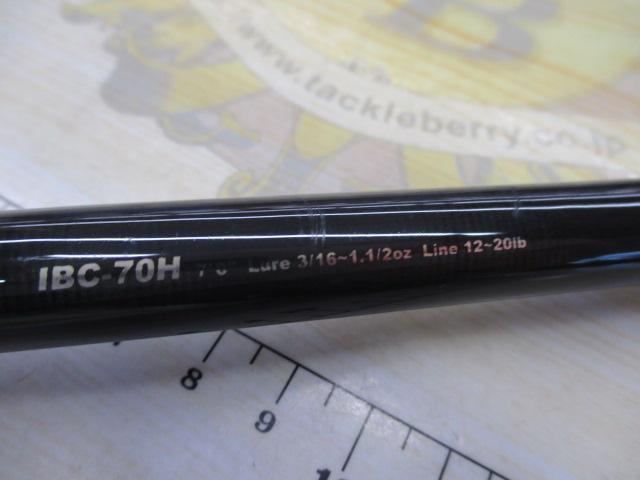 B
www.tackleberry.co.jp
IBC-70H 7'0" Lure 3/16~1.1/2oz Line 12~20lb
8
9
10